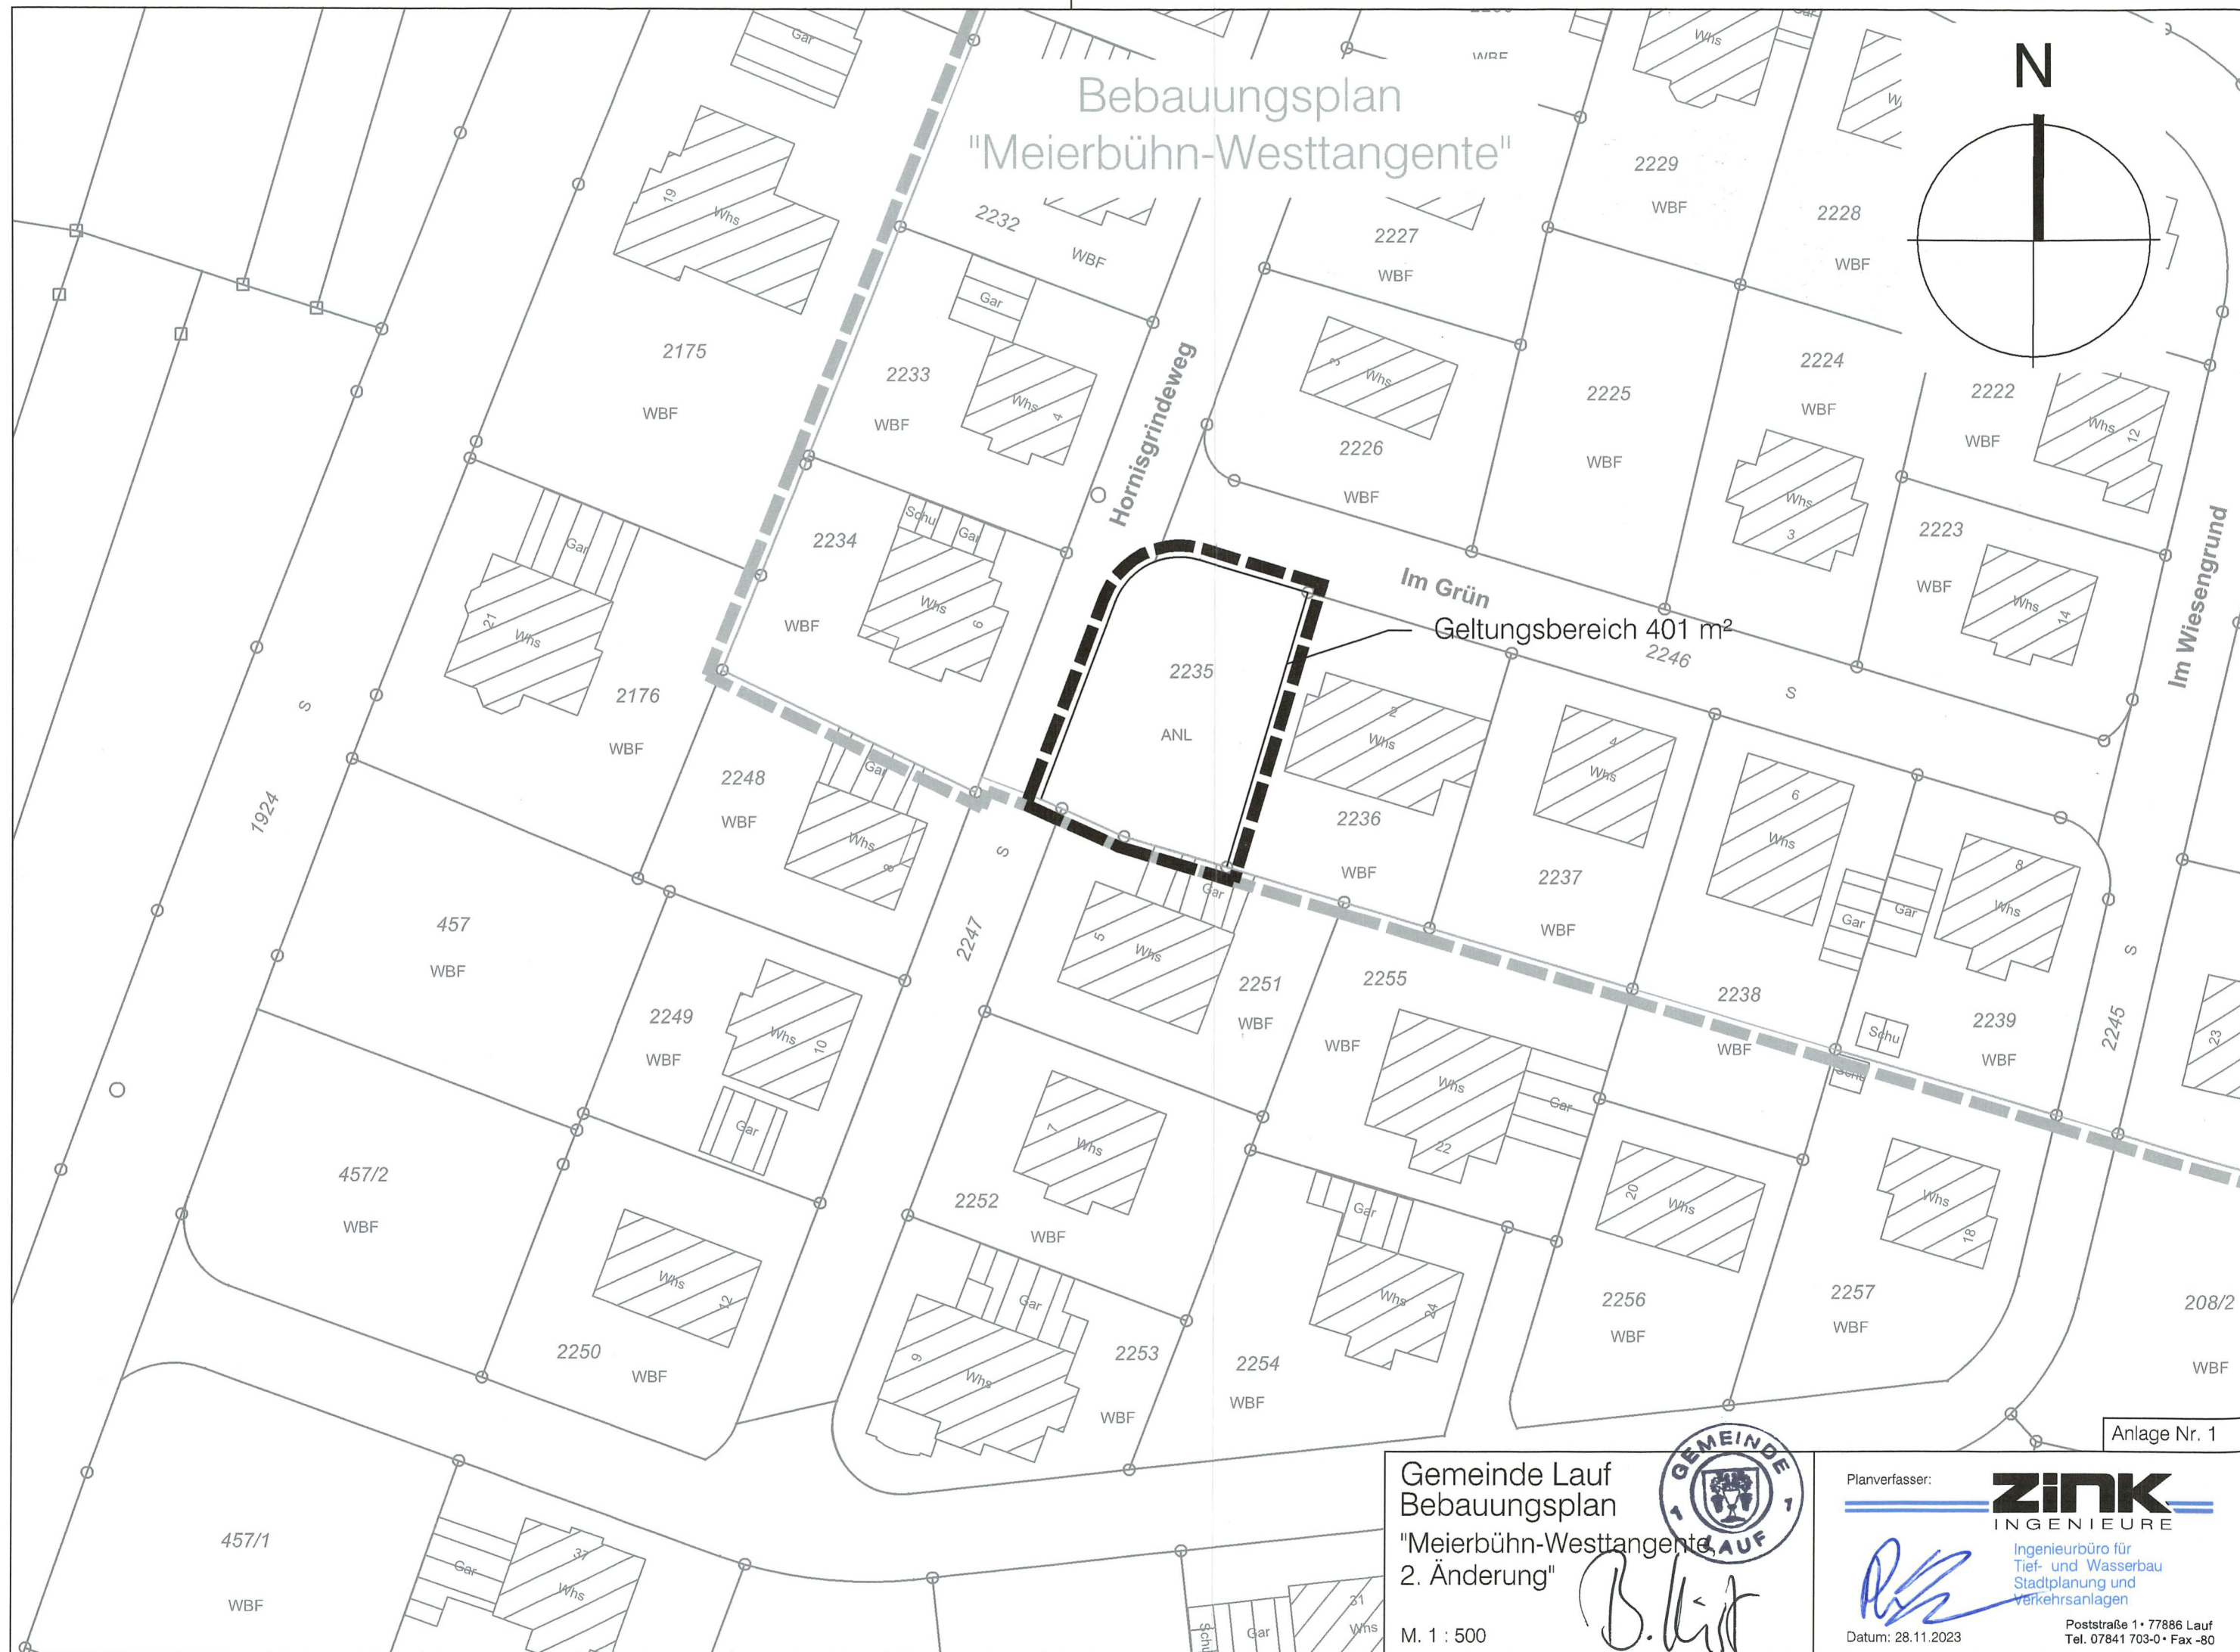 Bebauungsplan
"Meierbühn-Westtangente"
N
Gar
WBF
Whs
Gar
19
Whs
2232
WBF
2227
WBF
2229
WBF
2228
WBF
Gar
2175
WBF
2233
WBF
Whs
4
Hornisgrindeweg
3
Whs
2226
WBF
2225
WBF
2224
WBF
Whs
3
2222
WBF
Whs
12
2223
WBF
Whs
14
Im Wiesengrund
Gar
21
Whs
2176
WBF
2234
WBF
Schu
Gar
Whs
6
Im Grün
Geltungsbereich 401 m²
2246
S
2235
ANL
2
Whs
2236
WBF
4
Whs
2237
WBF
6
Whs
Gar
Gar
8
Whs
S
1924
2248
WBF
Gar
Whs
8
S
2247
Gar
5
Whs
2251
WBF
2255
WBF
2238
WBF
Schu
2239
WBF
2245
23
S
457
WBF
2249
WBF
Whs
10
Gar
7
Whs
2252
WBF
Whs
22
Gar
20
Whs
Whs
18
457/2
WBF
Whs
12
2250
WBF
Gar
9
Whs
2253
WBF
Gar
Whs
24
2254
WBF
2256
WBF
2257
WBF
208/2
WBF
457/1
WBF
Gar
37
Whs
Gar
31
Whs
Anlage Nr. 1
Gemeinde Lauf
Bebauungsplan
"Meierbühn-Westtangente,
2. Änderung"
M. 1 : 500
GEMEINDE
LAUF
1 1
Planverfasser:
ZINK
INGENIEURE
Ingenieurbüro für
Tief- und Wasserbau
Stadtplanung und
Verkehrsanlagen
Poststraße 1 • 77886 Lauf
Tel. 07841 703-0 • Fax -80
Datum: 28.11.2023